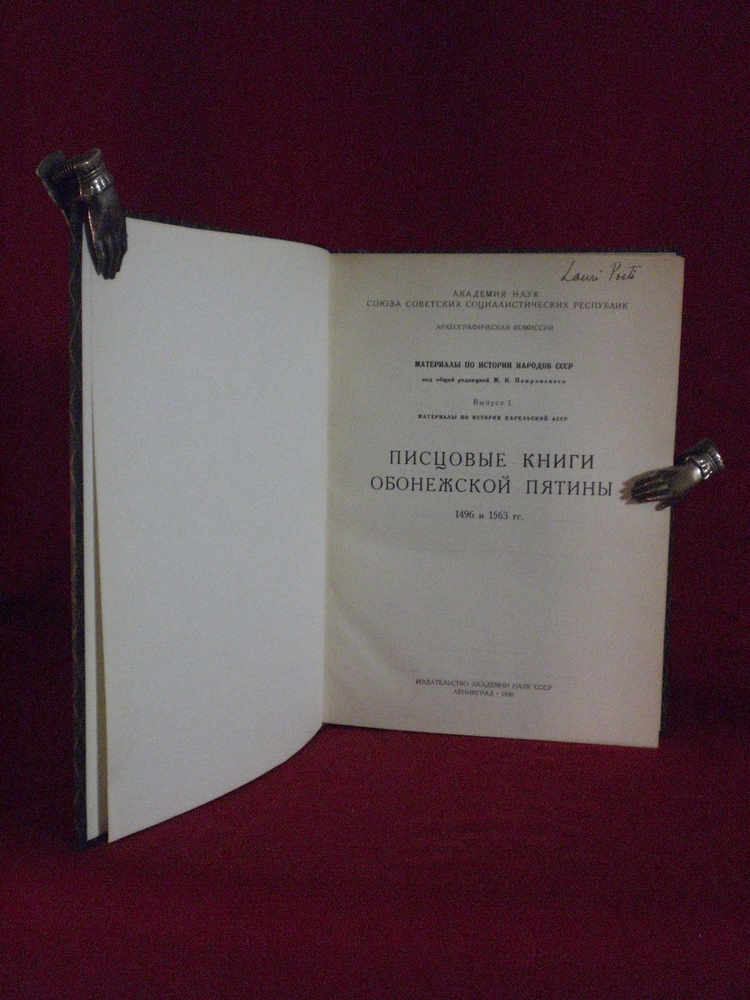 Lauri Posti
АКАДЕМИЯ НАУК
СОЮЗА СОВЕТСКИХ СОЦИАЛИСТИЧЕСКИХ РЕСПУБЛИК
АРХЕОГРАФИЧЕСКАЯ КОМИССИЯ
МАТЕРИАЛЫ ПО ИСТОРИИ НАРОДОВ СССР
под общей редакцией М. Н. Покровского
Выпуск 1
МАТЕРИАЛЫ ПО ИСТОРИИ КАРЕЛЬСКОЙ АССР
ПИСЦОВЫЕ КНИГИ
ОБОНЕЖСКОЙ ПЯТИНЫ
1496 и 1563 гг.
ИЗДАТЕЛЬСТВО АКАДЕМИИ НАУК СССР
ЛЕНИНГРАД • 1930